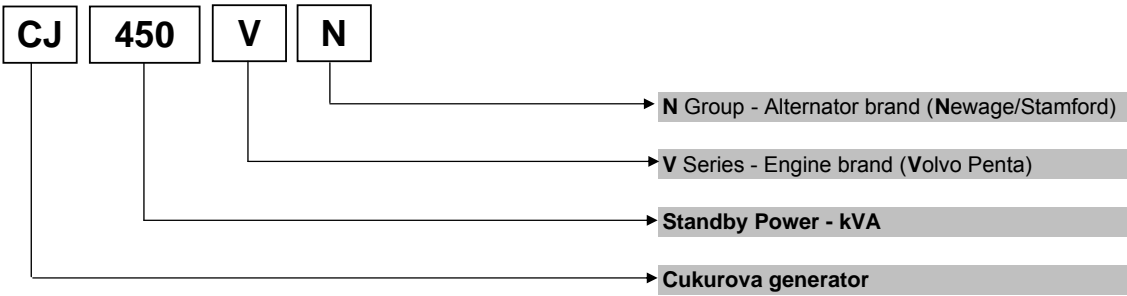 CJ 450 V N
N Group - Alternator brand (Newage/Stamford)
V Series - Engine brand (Volvo Penta)
Standby Power - kVA
Cukurova generator